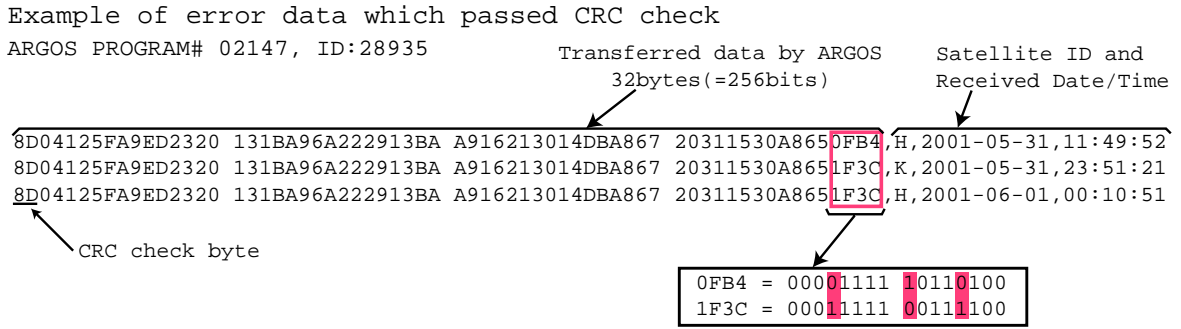 Example of error data which passed CRC check
ARGOS PROGRAM# 02147, ID:28935
Transferred data by ARGOS
32bytes(=256bits)
Satellite ID and
Received Date/Time
8D04125FA9ED2320 131BA96A222913BA A916213014DBA867 20311530A8650FB4,H,2001-05-31,11:49:52
8D04125FA9ED2320 131BA96A222913BA A916213014DBA867 20311530A8651F3C,K,2001-05-31,23:51:21
8D04125FA9ED2320 131BA96A222913BA A916213014DBA867 20311530A8651F3C,H,2001-06-01,00:10:51
CRC check byte
0FB4 = 00001111 10110100
1F3C = 00011111 00111100